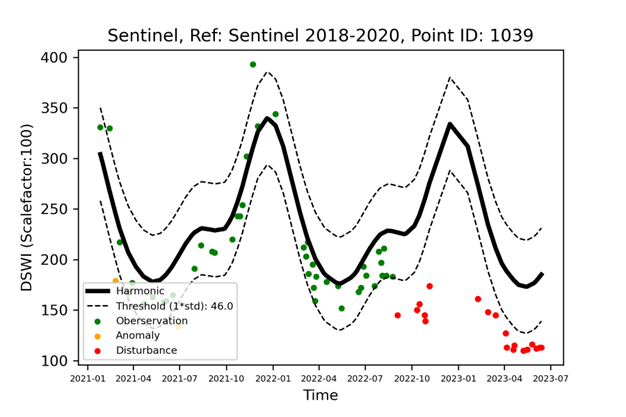 Sentinel, Ref: Sentinel 2018-2020, Point ID: 1039
400
350
300
250
200
150
100
DSWI (Scalefactor:100)
Harmonic
Threshold (1*std): 46.0
Oberservation
Anomaly
Disturbance
2021-01 2021-04 2021-07 2021-10 2022-01 2022-04 2022-07 2022-10 2023-01 2023-04 2023-07
Time